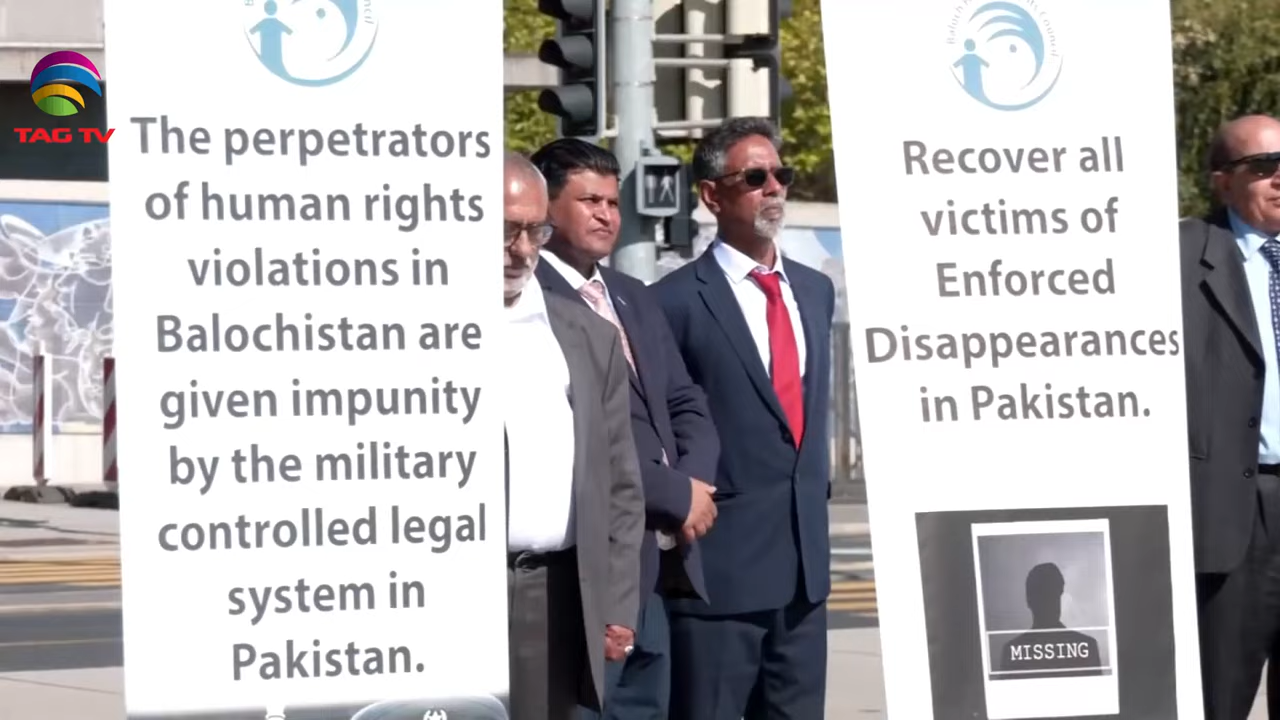 TAG TV
The perpetrators
of human rights
violations in
Balochistan are
given impunity
by the military
controlled legal
system in
Pakistan.
Recover all
victims of
Enforced
Disappearances
in Pakistan.
MISSING